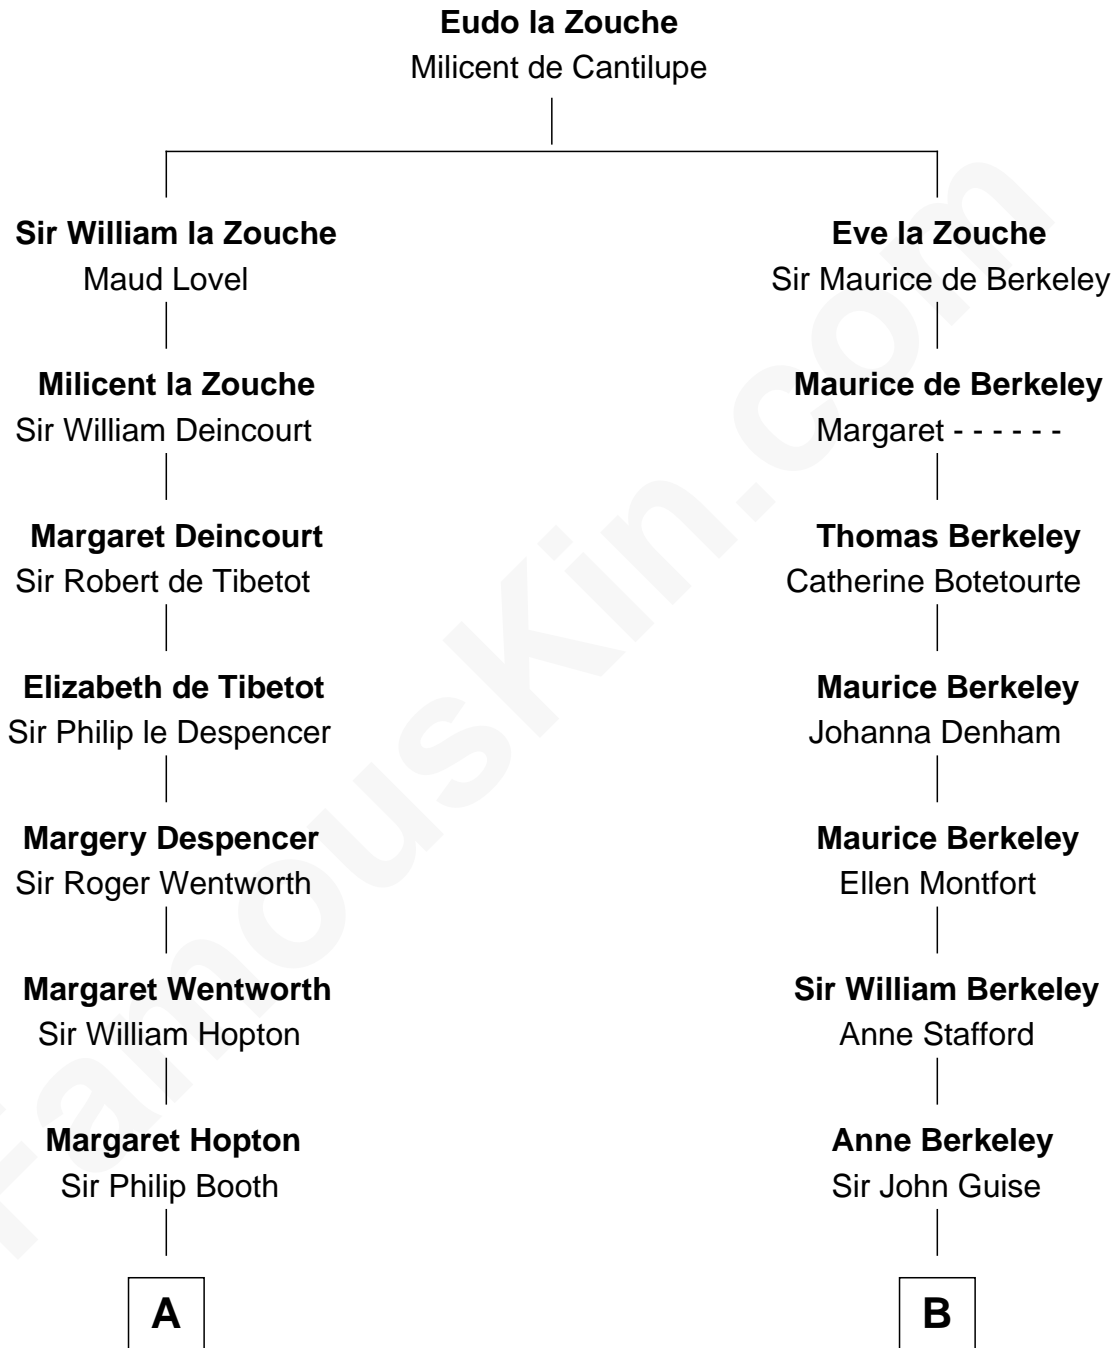 Eudo la Zouche
Milicent de Cantilupe
Sir William la Zouche
Maud Lovel
Eve la Zouche
Sir Maurice de Berkeley
Milicent la Zouche
Sir William Deincourt
Maurice de Berkeley
Margaret - - - - - -
Margaret Deincourt
Sir Robert de Tibetot
Thomas Berkeley
Catherine Botetourte
Elizabeth de Tibetot
Sir Philip le Despencer
Maurice Berkeley
Johanna Denham
Margery Despencer
Sir Roger Wentworth
Maurice Berkeley
Ellen Montfort
Margaret Wentworth
Sir William Hopton
Sir William Berkeley
Anne Stafford
Margaret Hopton
Sir Philip Booth
Anne Berkeley
Sir John Guise
A
B
FamousKin.com